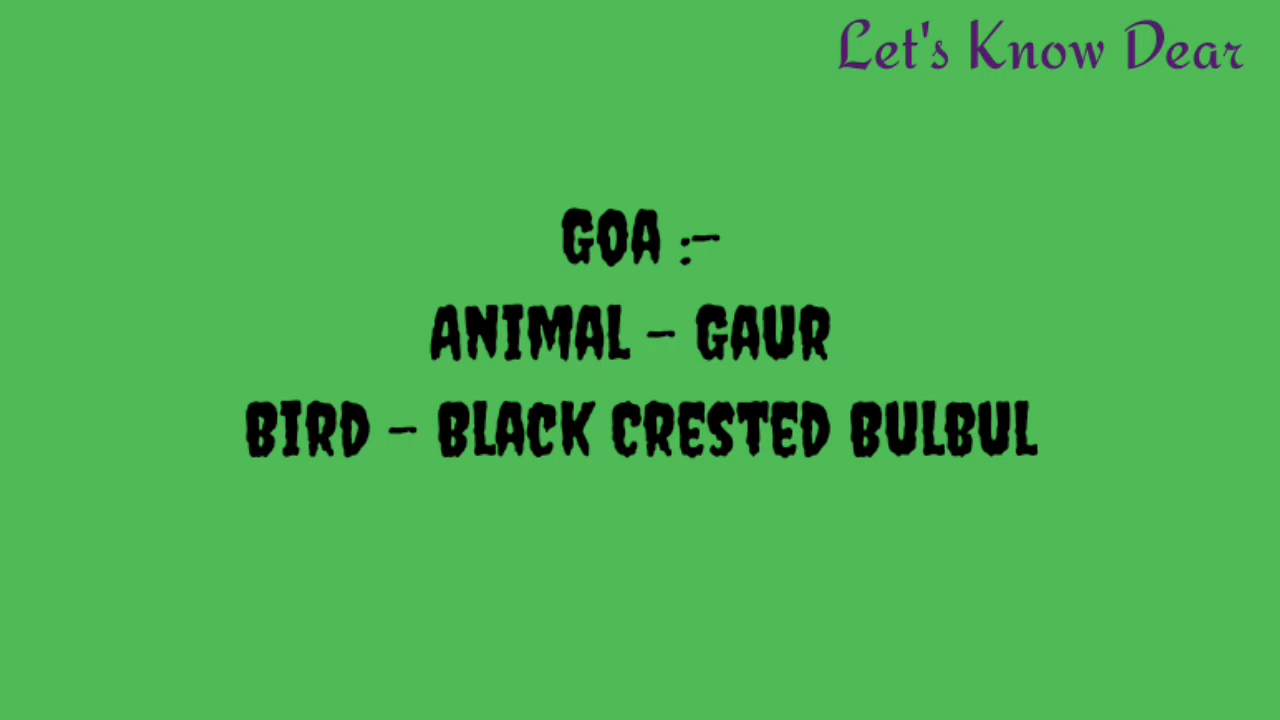 Let's Know Dear
GOA :-
ANIMAL - GAUR
BIRD - BLACK CRESTED BULBUL